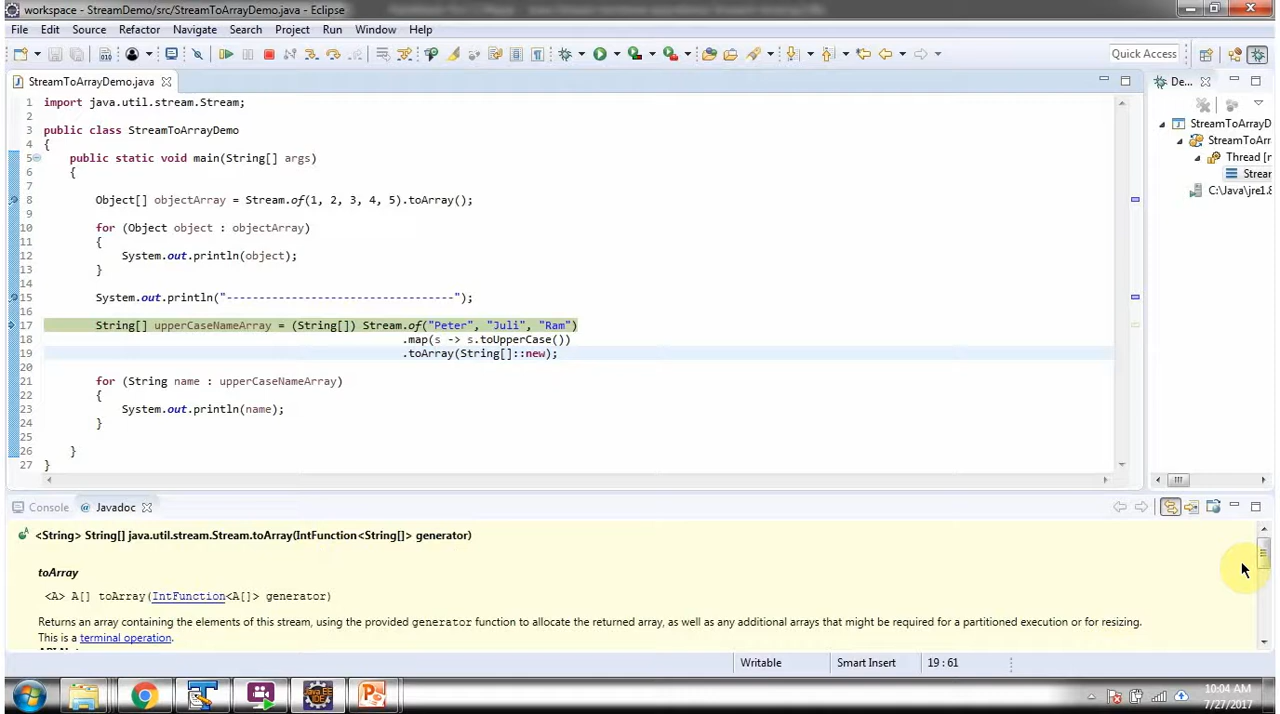 workspace - StreamDemo/src/StreamToArrayDemo.java - Eclipse
File Edit Source Refactor Navigate Search Project Run Window Help
Quick Access
StreamToArrayDemo.java
De...
1 import java.util.stream.Stream;
2
3 public class StreamToArrayDemo
4 {
5 public static void main(String[] args)
6 {
7
8 Object[] objectArray = Stream.of(1, 2, 3, 4, 5).toArray();
9
10 for (Object object : objectArray)
11 {
12 System.out.println(object);
13 }
14
15 System.out.println("-----------------------------------");
16
17 String[] upperCaseNameArray = (String[]) Stream.of("Peter", "Juli", "Ram")
18 .map(s -> s.toUpperCase())
19 .toArray(String[]::new);
20
21 for (String name : upperCaseNameArray)
22 {
23 System.out.println(name);
24 }
25
26 }
27 }
StreamToArrayD
StreamToArr
Thread [r
Strear
C:\Java\jre1.8
Console Javadoc
<String> String[] java.util.stream.Stream.toArray(IntFunction<String[]> generator)
toArray
<A> A[] toArray(IntFunction<A[]> generator)
Returns an array containing the elements of this stream, using the provided generator function to allocate the returned array, as well as any additional arrays that might be required for a partitioned execution or for resizing.
This is a terminal operation.
Writable Smart Insert 19 : 61
Java EE
IDE
10:04 AM
7/27/2017